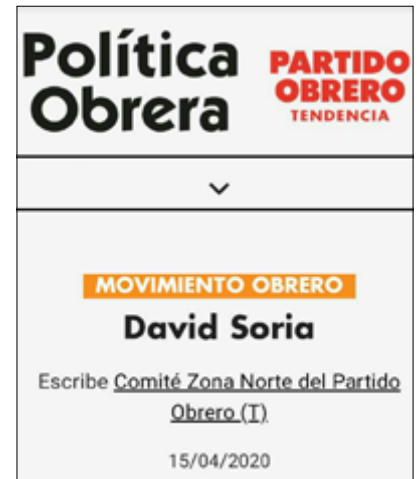 Política
Obrera
PARTIDO
OBRERO
TENDENCIA
MOVIMIENTO OBRERO
David Soria
Escribe Comité Zona Norte del Partido
Obrero (T)
15/04/2020